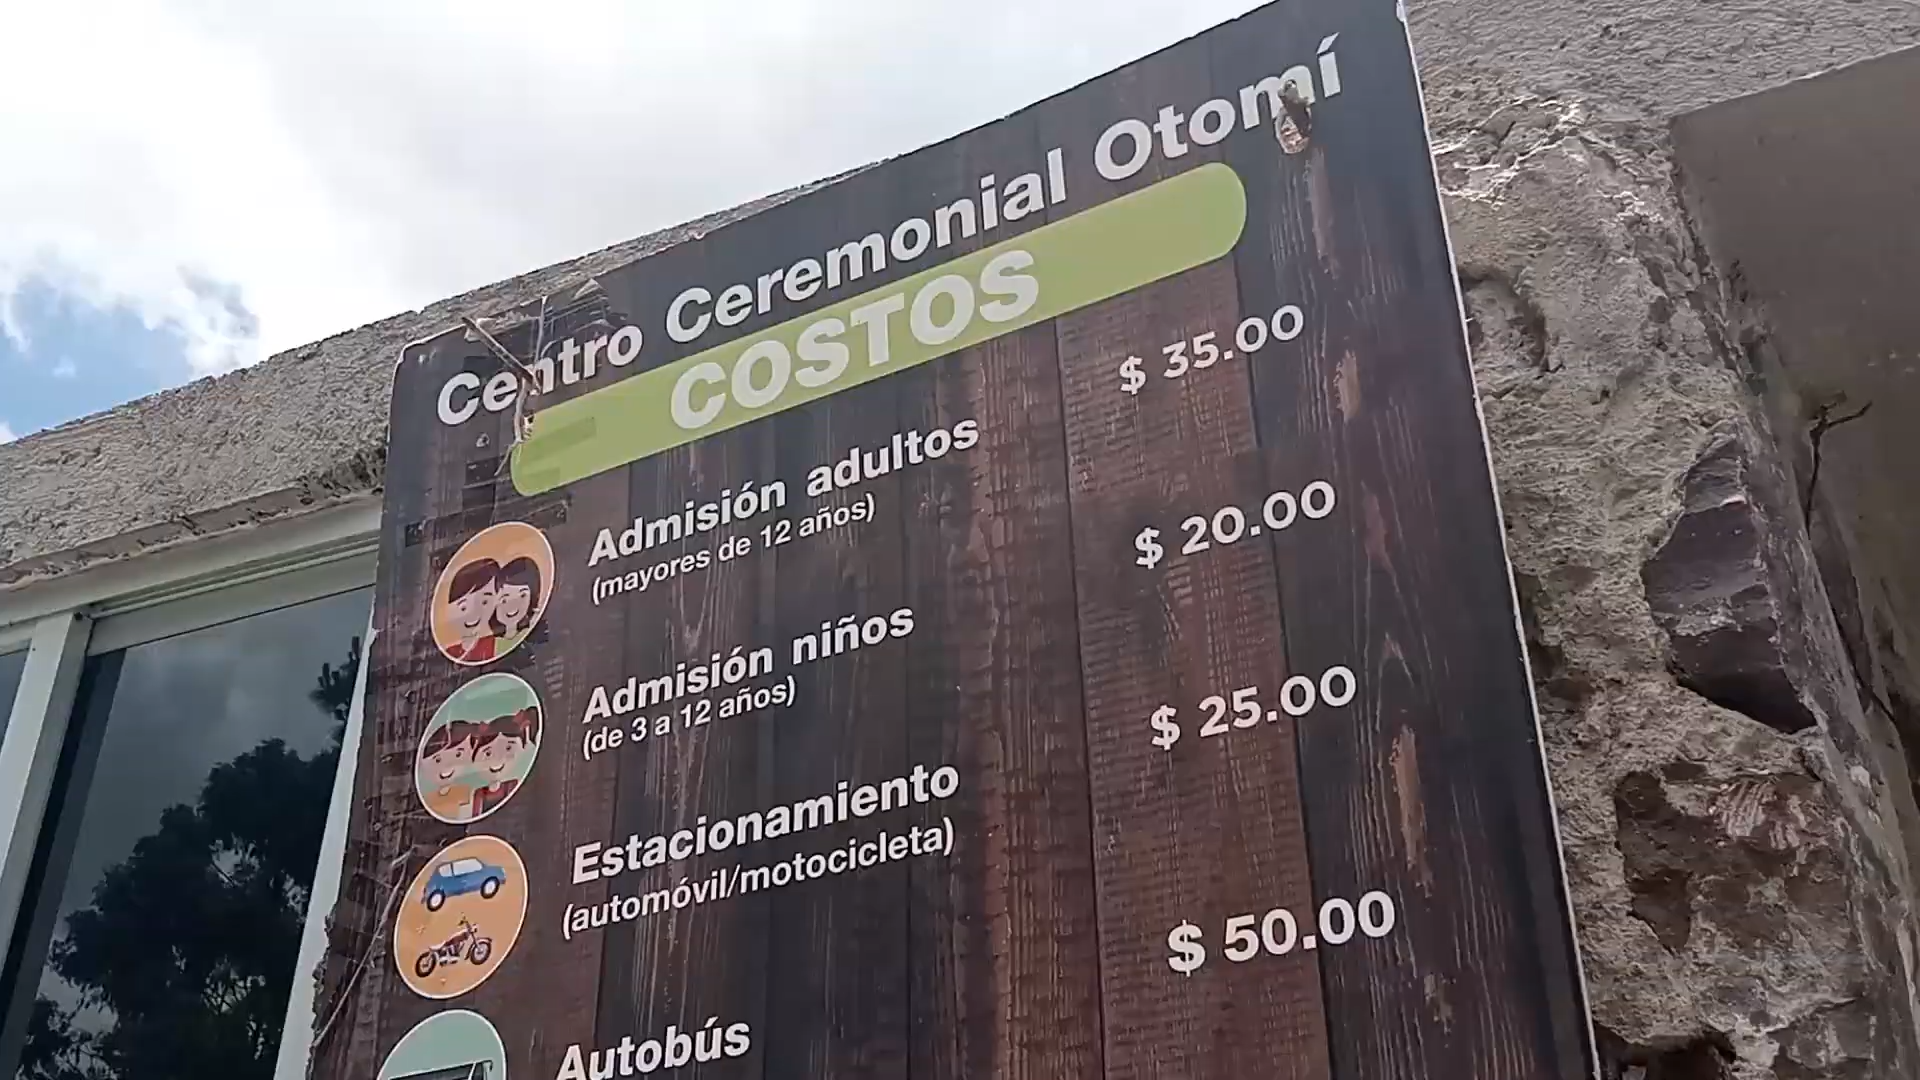 Centro Ceremonial Otomí
COSTOS
Admisión adultos $ 35.00
(mayores de 12 años)
Admisión niños $ 20.00
(de 3 a 12 años)
Estacionamiento $ 25.00
(automóvil/motocicleta)
Autobús $ 50.00